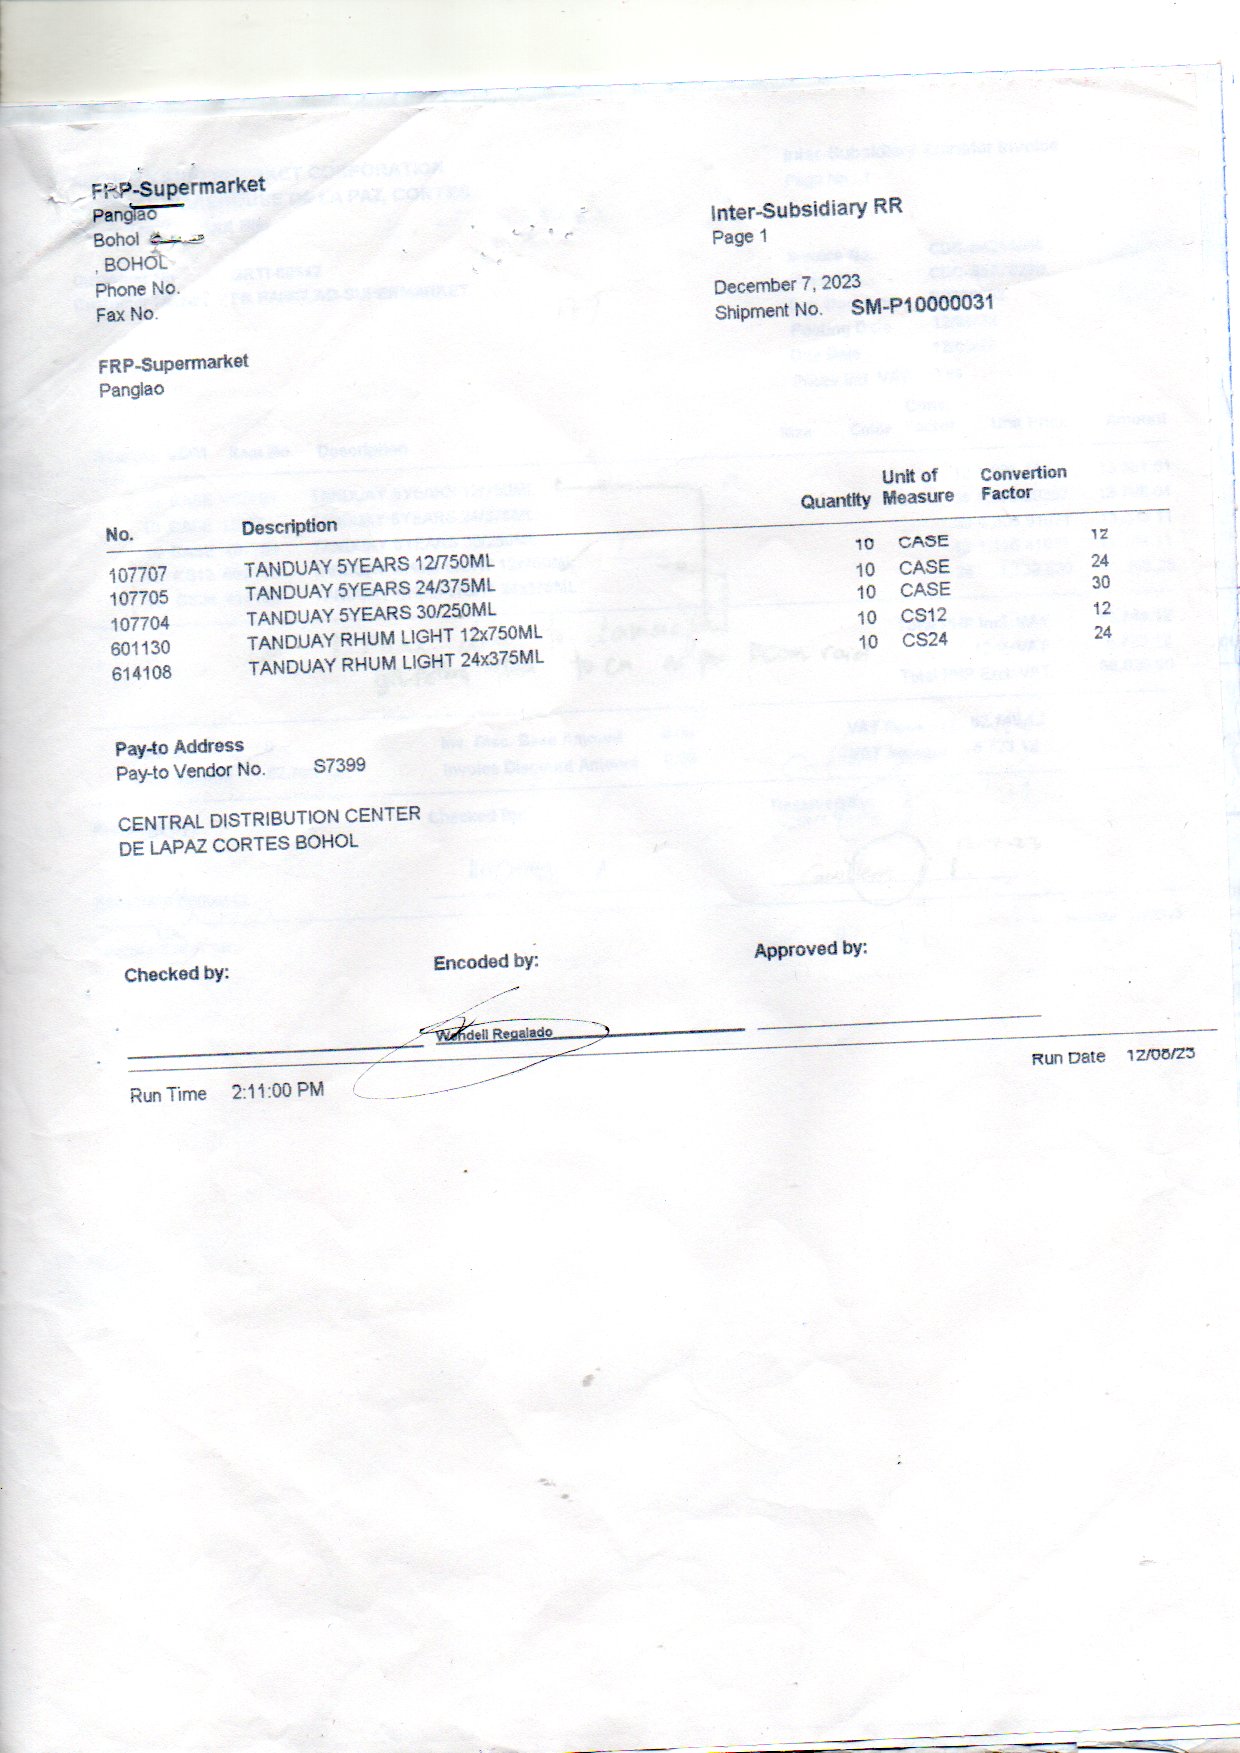 FRP-Supermarket
Panglao
Bohol
, BOHOL
Phone No.
Fax No.
Inter-Subsidiary RR
Page 1
December 7, 2023
Shipment No. SM-P10000031
FRP-Supermarket
Panglao
No. Description Quantity Unit of Measure Convertion Factor
107707 TANDUAY 5YEARS 12/750ML 10 CASE 12
107705 TANDUAY 5YEARS 24/375ML 10 CASE 24
107704 TANDUAY 5YEARS 30/250ML 10 CASE 30
601130 TANDUAY RHUM LIGHT 12x750ML 10 CS12 12
614108 TANDUAY RHUM LIGHT 24x375ML 10 CS24 24
Pay-to Address
Pay-to Vendor No. S7399
CENTRAL DISTRIBUTION CENTER
DE LAPAZ CORTES BOHOL
Checked by: Encoded by: Approved by:
Wendell Regalado
Run Time 2:11:00 PM Run Date